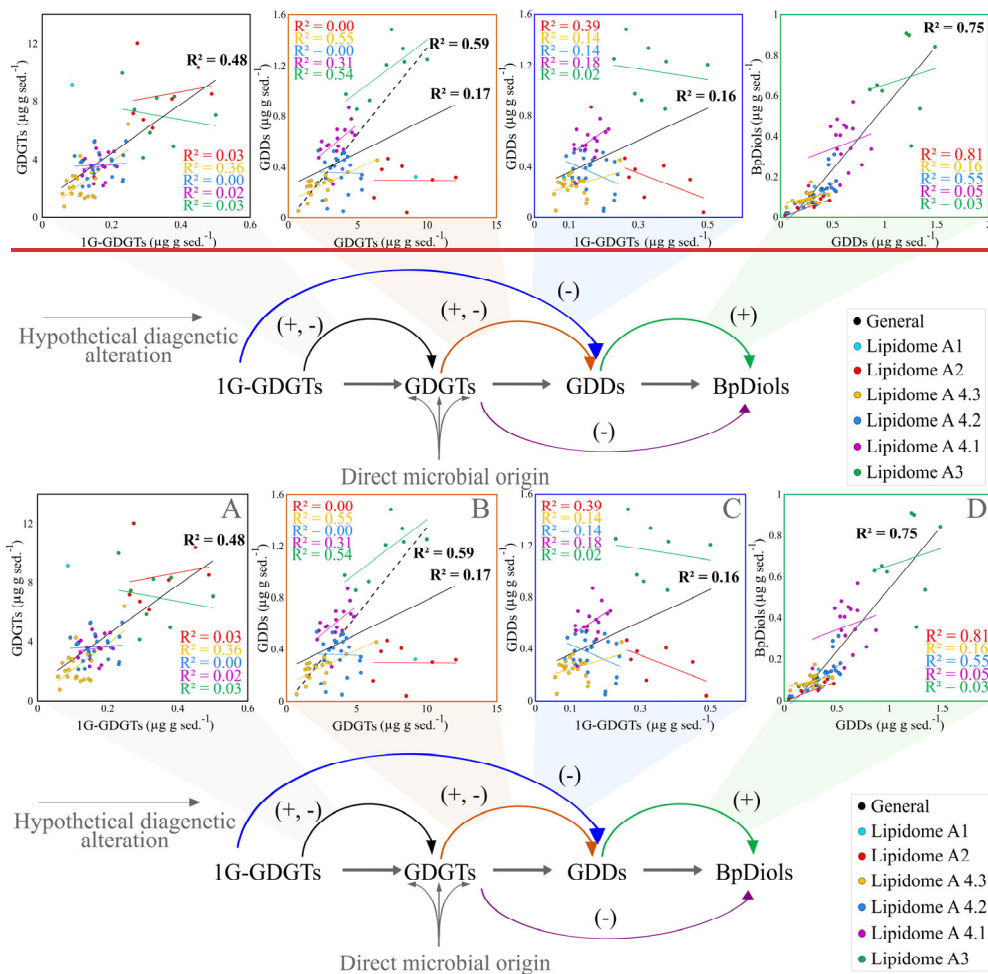 12
8
4
0
0
0.2
0.4
0.6
GDGTs (µg g sed.⁻¹)
1G-GDGTs (µg g sed.⁻¹)
R² = 0.48
R² = 0.03
R² = 0.36
R² = 0.00
R² = 0.02
R² = 0.03
1.6
1.2
0.8
0.4
0
0
5
10
15
GDDs (µg g sed.⁻¹)
GDGTs (µg g sed.⁻¹)
R² = 0.00
R² = 0.55
R² − 0.00
R² = 0.31
R² = 0.54
R² = 0.59
R² = 0.17
1.6
1.2
0.8
0.4
0
0.1
0.3
0.5
GDDs (µg g sed.⁻¹)
1G-GDGTs (µg g sed.⁻¹)
R² = 0.39
R² = 0.14
R² − 0.14
R² = 0.18
R² = 0.02
R² = 0.16
1
0.8
0.6
0.4
0.2
0
0
0.5
1
1.5
2
BpDiols (µg g sed.⁻¹)
GDDs (µg g sed.⁻¹)
R² = 0.75
R² = 0.81
R² = 0.16
R² = 0.55
R² = 0.05
R² − 0.03
Hypothetical diagenetic
alteration
(+, -)
(+, -)
(-)
(+)
1G-GDGTs
GDGTs
GDDs
BpDiols
(-)
Direct microbial origin
General
Lipidome A1
Lipidome A2
Lipidome A 4.3
Lipidome A 4.2
Lipidome A 4.1
Lipidome A3
A
12
8
4
0
0
0.2
0.4
0.6
GDGTs (µg g sed.⁻¹)
1G-GDGTs (µg g sed.⁻¹)
R² = 0.48
R² = 0.03
R² = 0.36
R² = 0.00
R² = 0.02
R² = 0.03
B
1.6
1.2
0.8
0.4
0
0
5
10
15
GDDs (µg g sed.⁻¹)
GDGTs (µg g sed.⁻¹)
R² = 0.00
R² = 0.55
R² − 0.00
R² = 0.31
R² = 0.54
R² = 0.59
R² = 0.17
C
1.6
1.2
0.8
0.4
0
0.1
0.3
0.5
GDDs (µg g sed.⁻¹)
1G-GDGTs (µg g sed.⁻¹)
R² = 0.39
R² = 0.14
R² − 0.14
R² = 0.18
R² = 0.02
R² = 0.16
D
1
0.8
0.6
0.4
0.2
0
0
0.5
1
1.5
2
BpDiols (µg g sed.⁻¹)
GDDs (µg g sed.⁻¹)
R² = 0.75
R² = 0.81
R² = 0.16
R² = 0.55
R² = 0.05
R² − 0.03
Hypothetical diagenetic
alteration
(+, -)
(+, -)
(-)
(+)
1G-GDGTs
GDGTs
GDDs
BpDiols
(-)
Direct microbial origin
General
Lipidome A1
Lipidome A2
Lipidome A 4.3
Lipidome A 4.2
Lipidome A 4.1
Lipidome A3